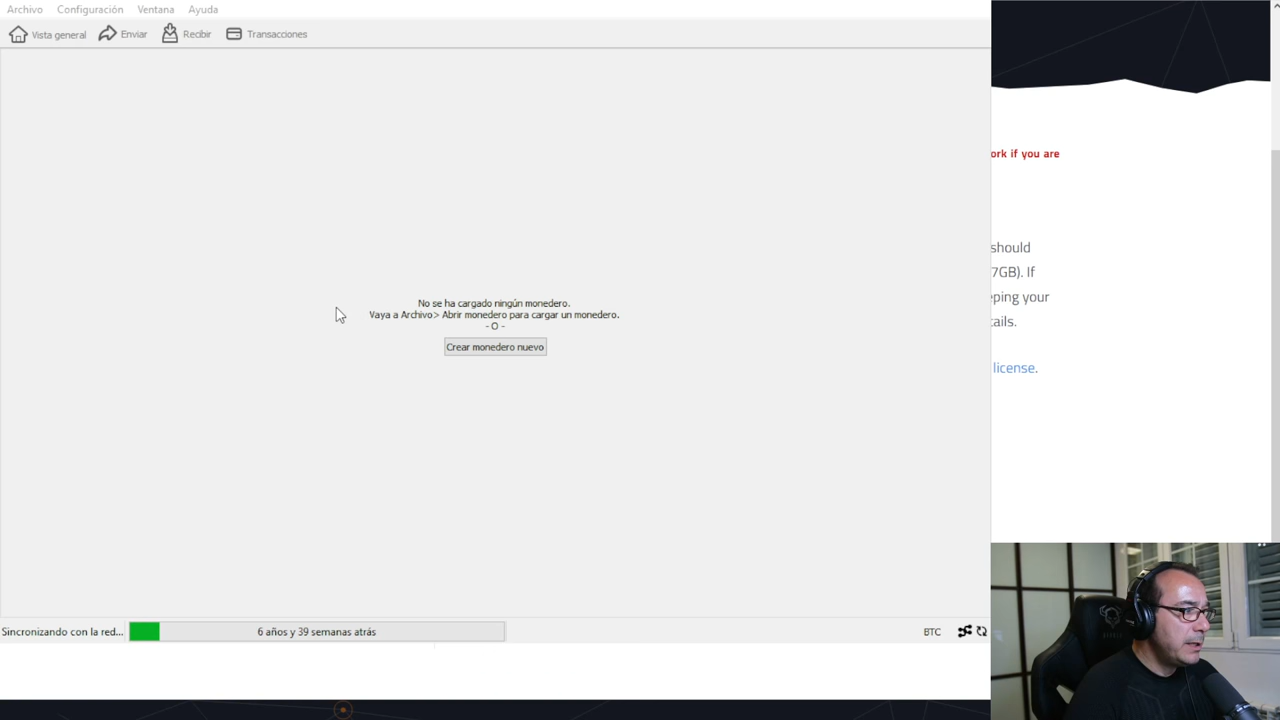 Archivo Configuración Ventana Ayuda
Vista general Enviar Recibir Transacciones
ork if you are
should
7GB). If
eping your
tails.
license.
No se ha cargado ningún monedero.
Vaya a Archivo> Abrir monedero para cargar un monedero.
- O -
Crear monedero nuevo
Sincronizando con la red... 6 años y 39 semanas atrás BTC